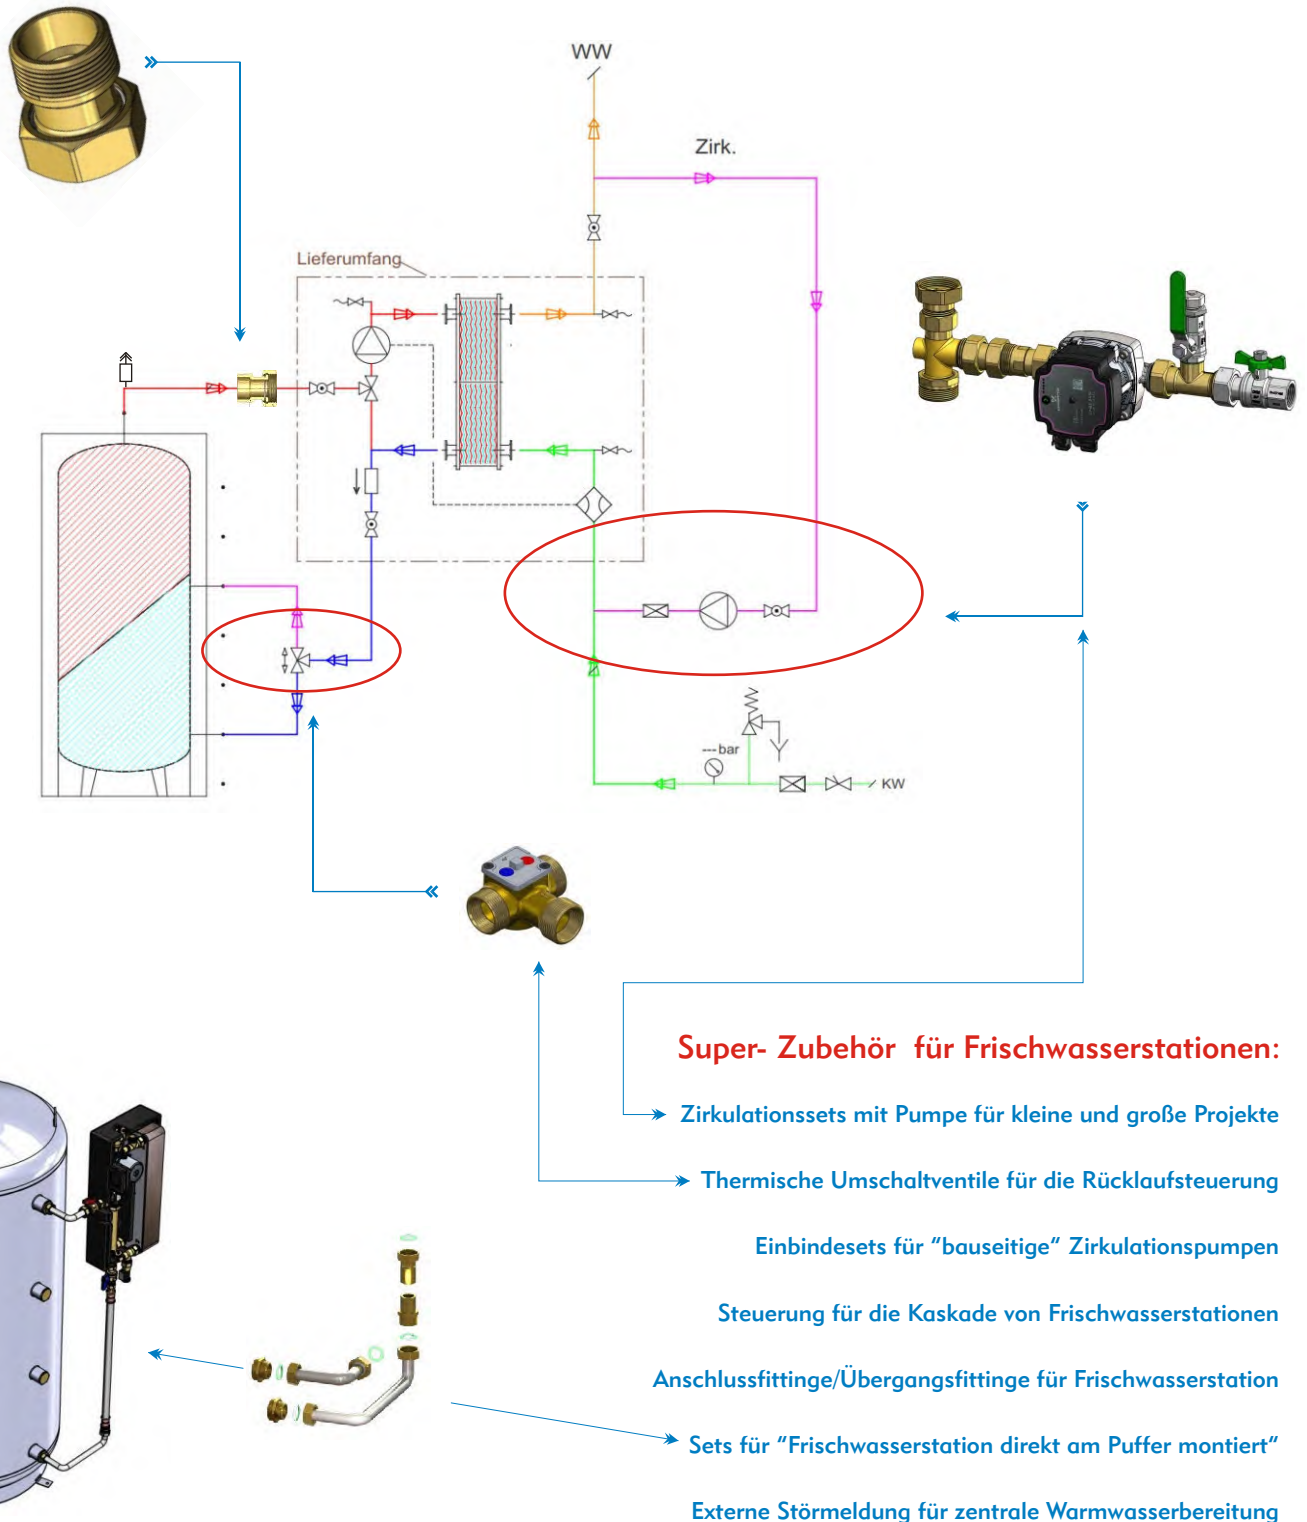 WW
Zirk.
Lieferumfang
---bar
KW
Super- Zubehör für Frischwasserstationen:
Zirkulationssets mit Pumpe für kleine und große Projekte
Thermische Umschaltventile für die Rücklaufsteuerung
Einbindesets für “bauseitige“ Zirkulationspumpen
Steuerung für die Kaskade von Frischwasserstationen
Anschlussfittinge/Übergangsfittinge für Frischwasserstation
Sets für “Frischwasserstation direkt am Puffer montiert“
Externe Störmeldung für zentrale Warmwasserbereitung